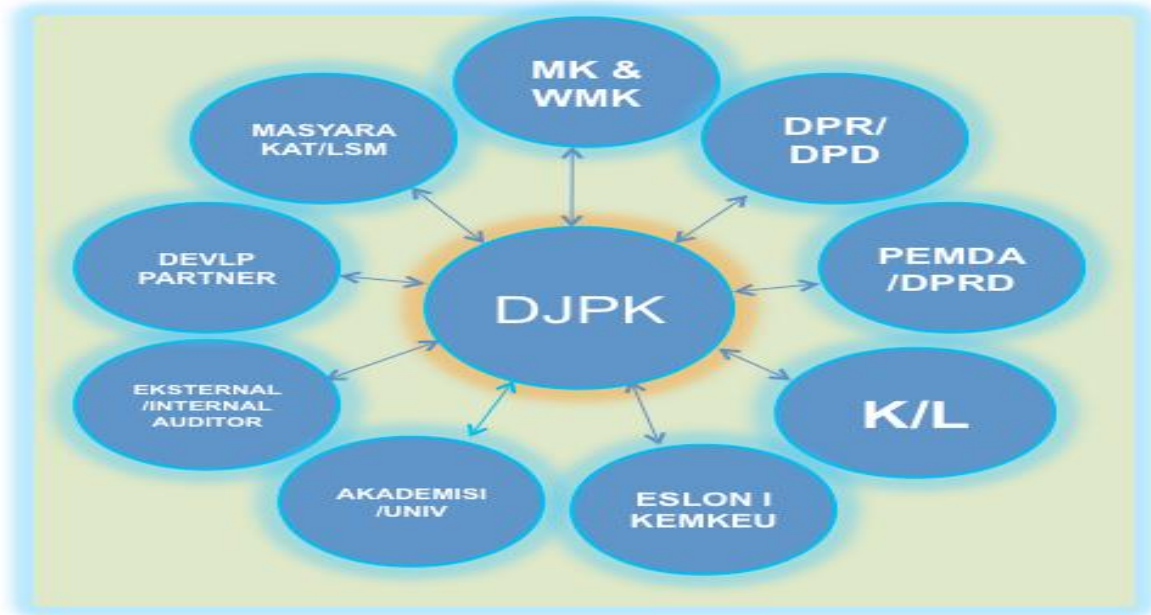 MK &
WMK
DPR/
DPD
PEMDA
/DPRD
K/L
ESLON I
KEMKEU
AKADEMISI
/UNIV
EKSTERNAL
/INTERNAL
AUDITOR
DEVLP
PARTNER
MASYARA
KAT/LSM
DJPK